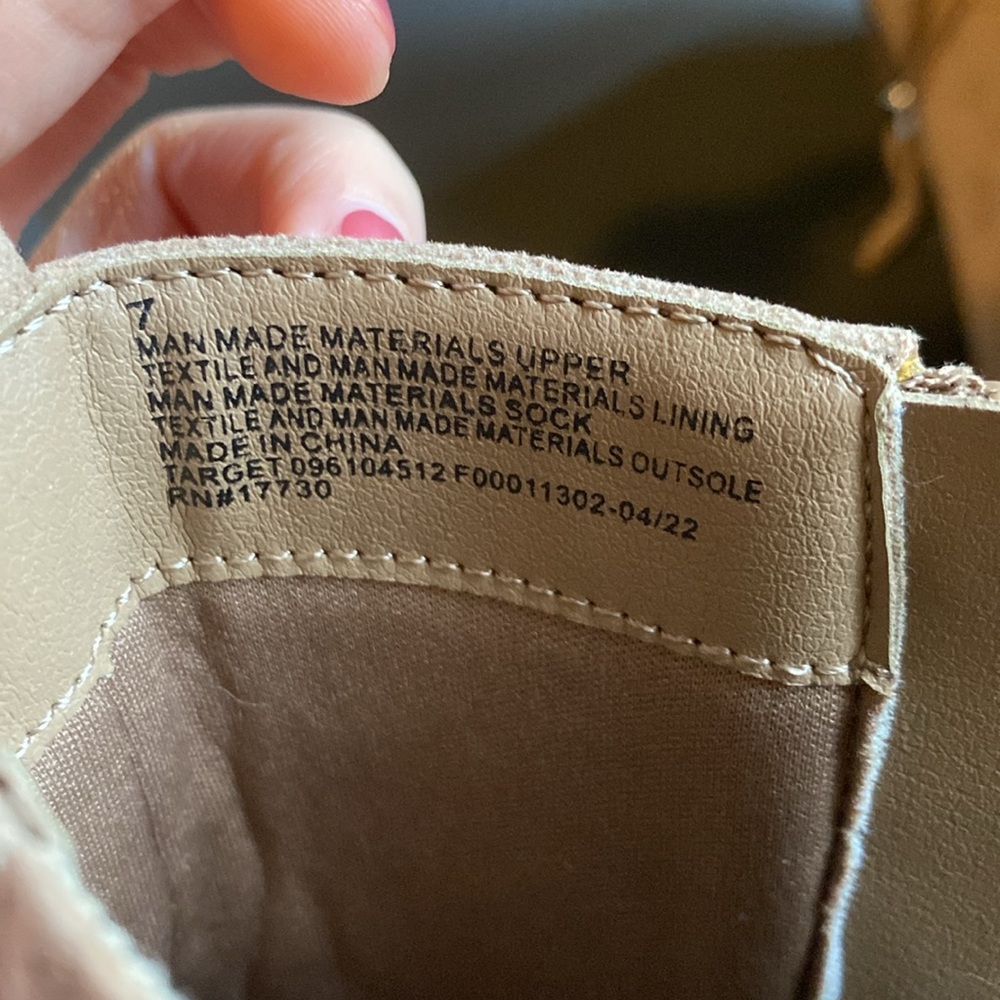 7
MAN MADE MATERIALS UPPER
TEXTILE AND MAN MADE MATERIALS LINING
MAN MADE MATERIALS SOCK
TEXTILE AND MAN MADE MATERIALS OUTSOLE
MADE IN CHINA
TARGET 096104512 F00011302-04/22
RN#17730